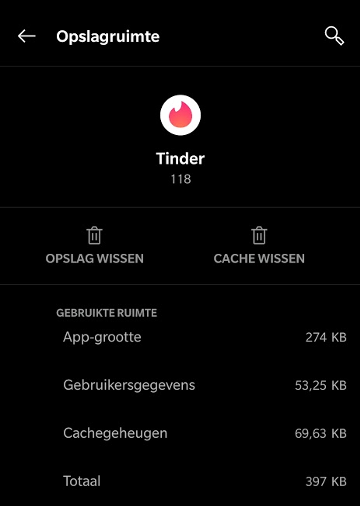 Opslagruimte
Tinder
118
OPSLAG WISSEN CACHE WISSEN
GEBRUIKTE RUIMTE
App-grootte 274 KB
Gebruikersgegevens 53,25 KB
Cachegeheugen 69,63 KB
Totaal 397 KB